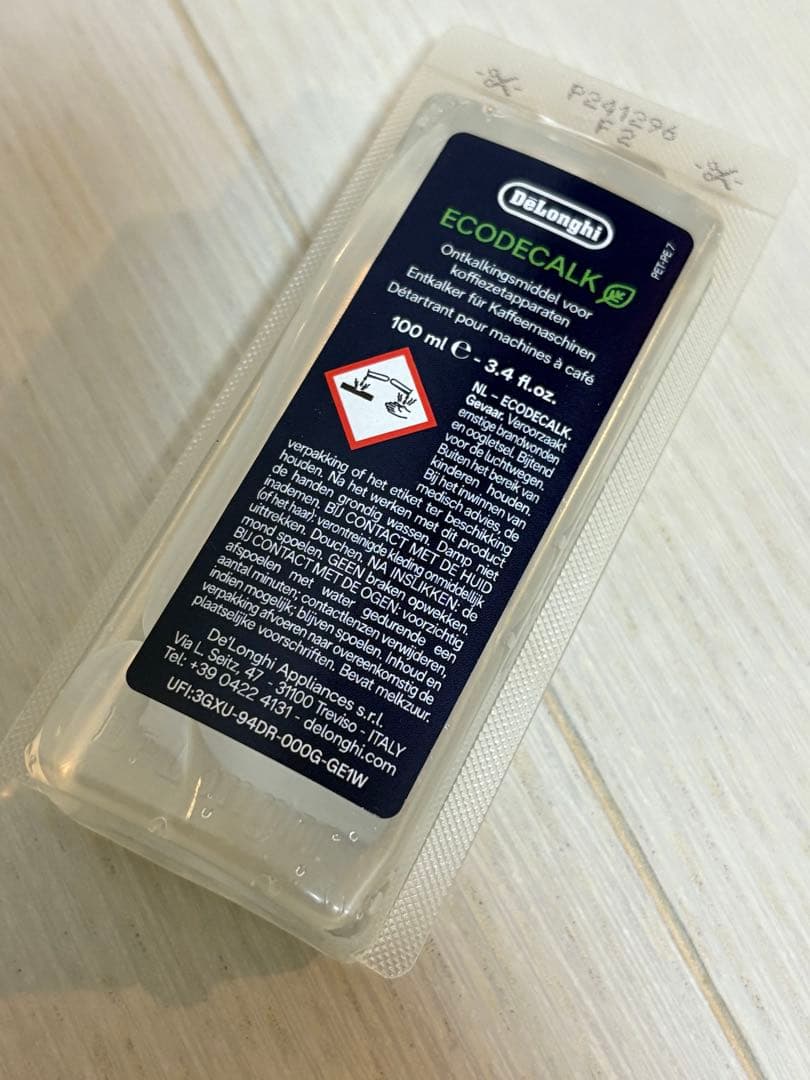 P241296
F2
DeLonghi
ECODECALK
PET-PE 7
Ontkalkingsmiddel voor
koffiezetapparaten
Entkalker für Kaffeemaschinen
Détartrant pour machines à café
100 ml ℮ - 3.4 fl.oz.
NL – ECODECALK.
Gevaar. Veroorzaakt
ernstige brandwonden
en oogletsel. Bijtend
voor de luchtwegen.
Buiten het bereik van
kinderen houden.
Bij het inwinnen van
medisch advies, de
verpakking of het etiket ter beschikking
houden. Na het werken met dit product
de handen grondig wassen. Damp niet
inademen. BIJ CONTACT MET DE HUID
(of het haar): verontreinigde kleding onmiddellijk
uittrekken. Douchen. NA INSLIKKEN: de
mond spoelen. GEEN braken opwekken.
BIJ CONTACT MET DE OGEN: voorzichtig
afspoelen met water gedurende een
aantal minuten; contactlenzen verwijderen,
indien mogelijk; blijven spoelen. Inhoud en
verpakking afvoeren naar overeenkomstig de
plaatselijke voorschriften. Bevat melkzuur.
De'Longhi Appliances s.r.l.
Via L. Seitz, 47 - 31100 Treviso - ITALY
Tel: +39 0422 4131 - delonghi.com
UFI:3GXU-94DR-000G-GE1W